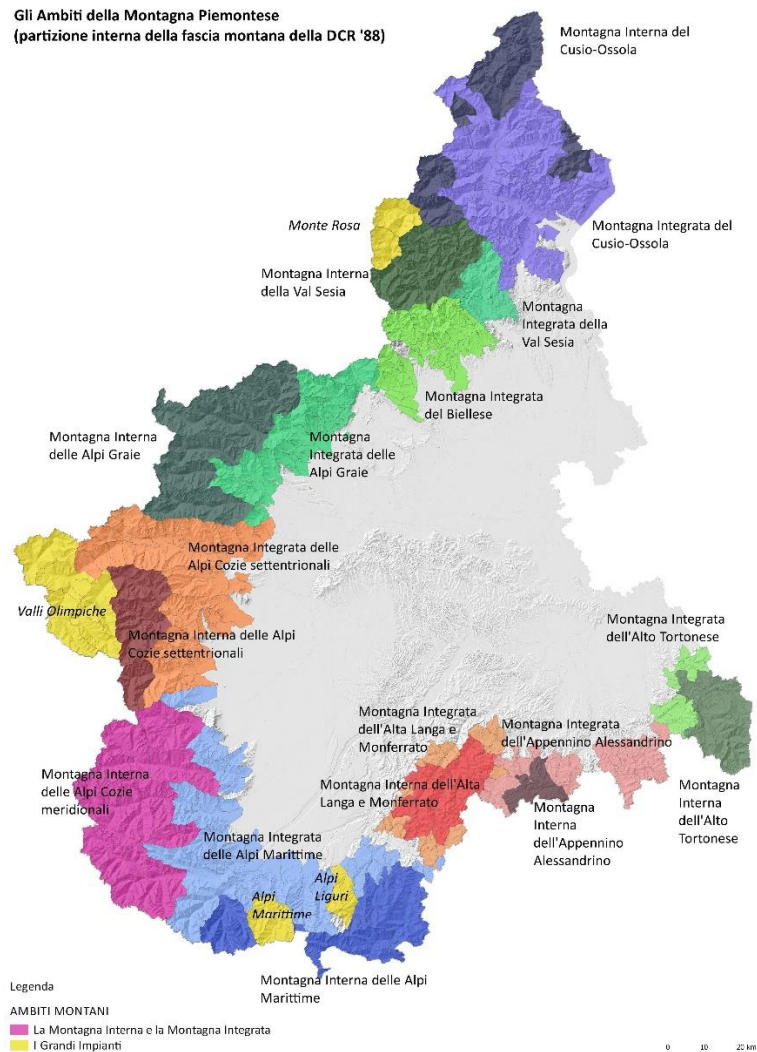 Gli Ambiti della Montagna Piemontese
(partizione interna della fascia montana della DCR '88)
Montagna Interna del
Cusio-Ossola
Monte Rosa
Montagna Integrata del
Cusio-Ossola
Montagna Interna
della Val Sesia
Montagna
Integrata della
Val Sesia
Montagna Integrata
del Biellese
Montagna Interna
delle Alpi Graie
Montagna
Integrata delle
Alpi Graie
Montagna Integrata delle
Alpi Cozie settentrionali
Valli Olimpiche
Montagna Interna delle Alpi
Cozie settentrionali
Montagna Integrata
dell'Alto Tortonese
Montagna Integrata
dell'Alta Langa e
Monferrato
Montagna Integrata
dell'Appennino Alessandrino
Montagna Interna
delle Alpi Cozie
meridionali
Montagna Interna dell'Alta
Langa e Monferrato
Montagna
Interna
dell'Alto
Tortonese
Montagna
Interna
dell'Appennino
Alessandrino
Montagna Integrata
delle Alpi Marittime
Alpi
Liguri
Alpi
Marittime
Montagna Interna delle Alpi
Marittime
Legenda
AMBITI MONTANI
La Montagna Interna e la Montagna Integrata
I Grandi Impianti
0 10 20 km